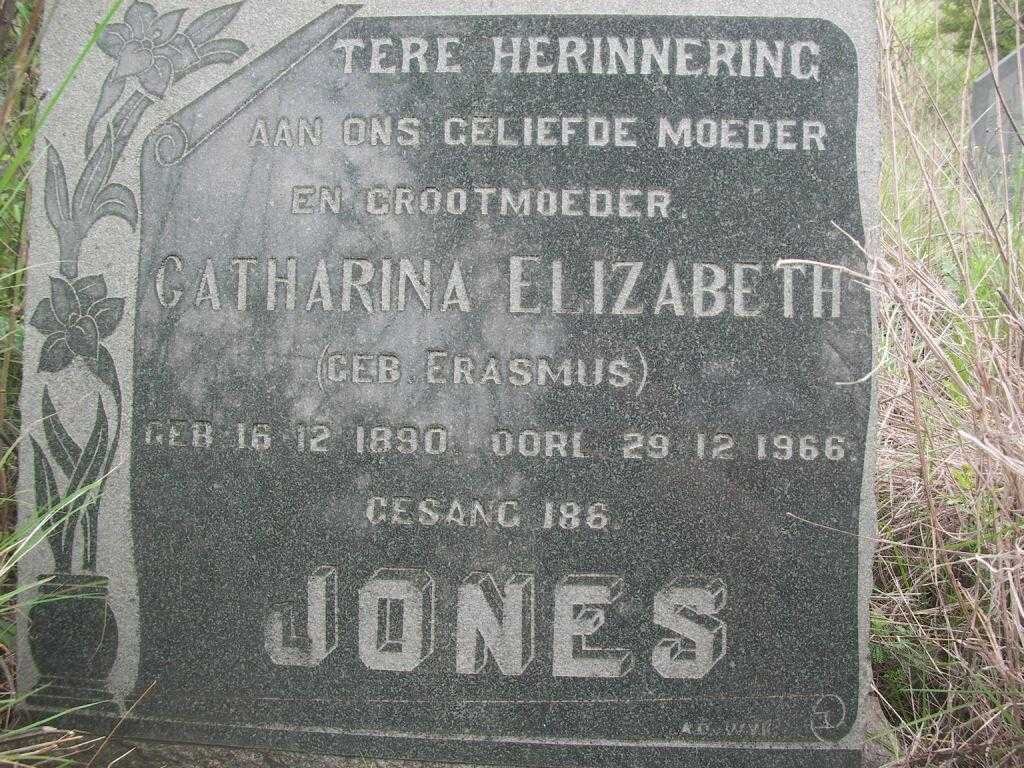 TERE HERINNERING
AAN ONS GELIEFDE MOEDER
EN GROOTMOEDER.
CATHARINA ELIZABETH
(GEB. ERASMUS)
GEB 16 12 1890. OORL 29 12 1966.
GESANG 186.
JONES